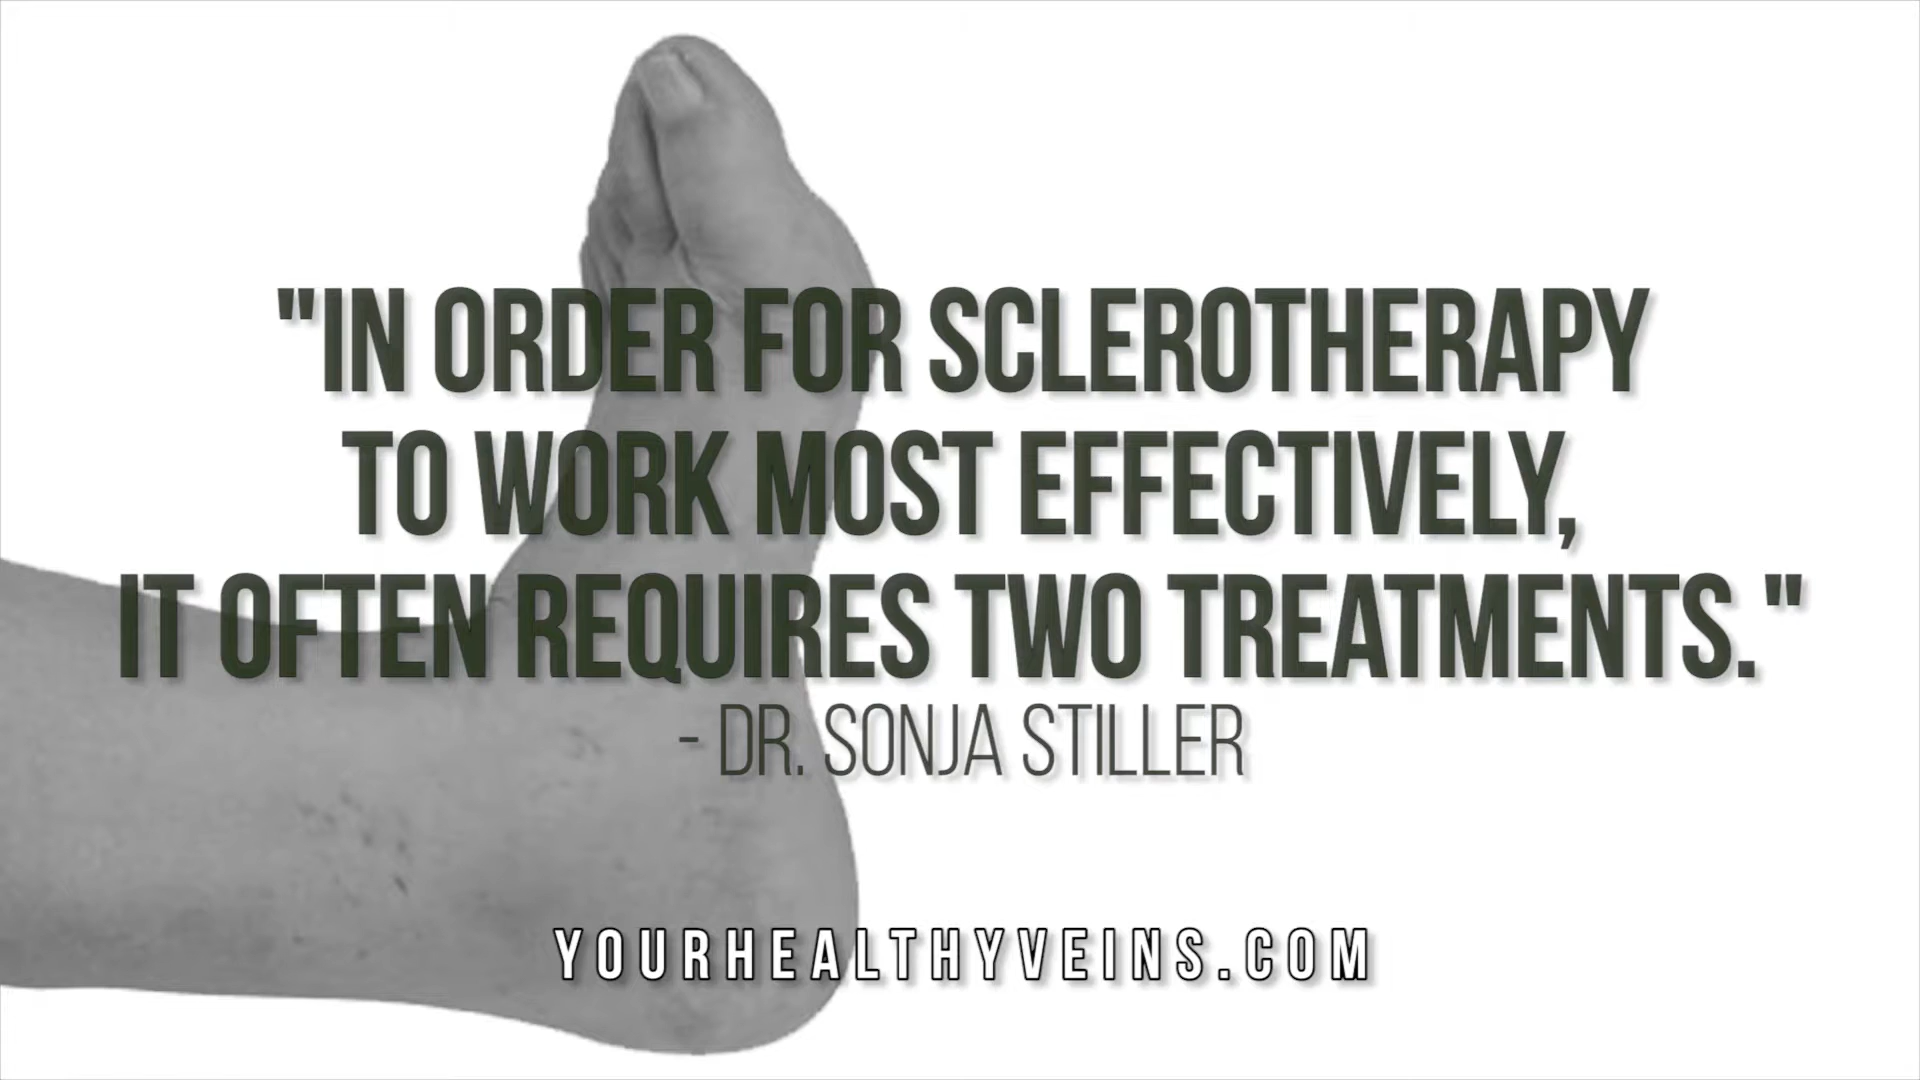 "IN ORDER FOR SCLEROTHERAPY
TO WORK MOST EFFECTIVELY,
IT OFTEN REQUIRES TWO TREATMENTS."
- DR. SONJA STILLER
YOURHEALTHYVEINS.COM